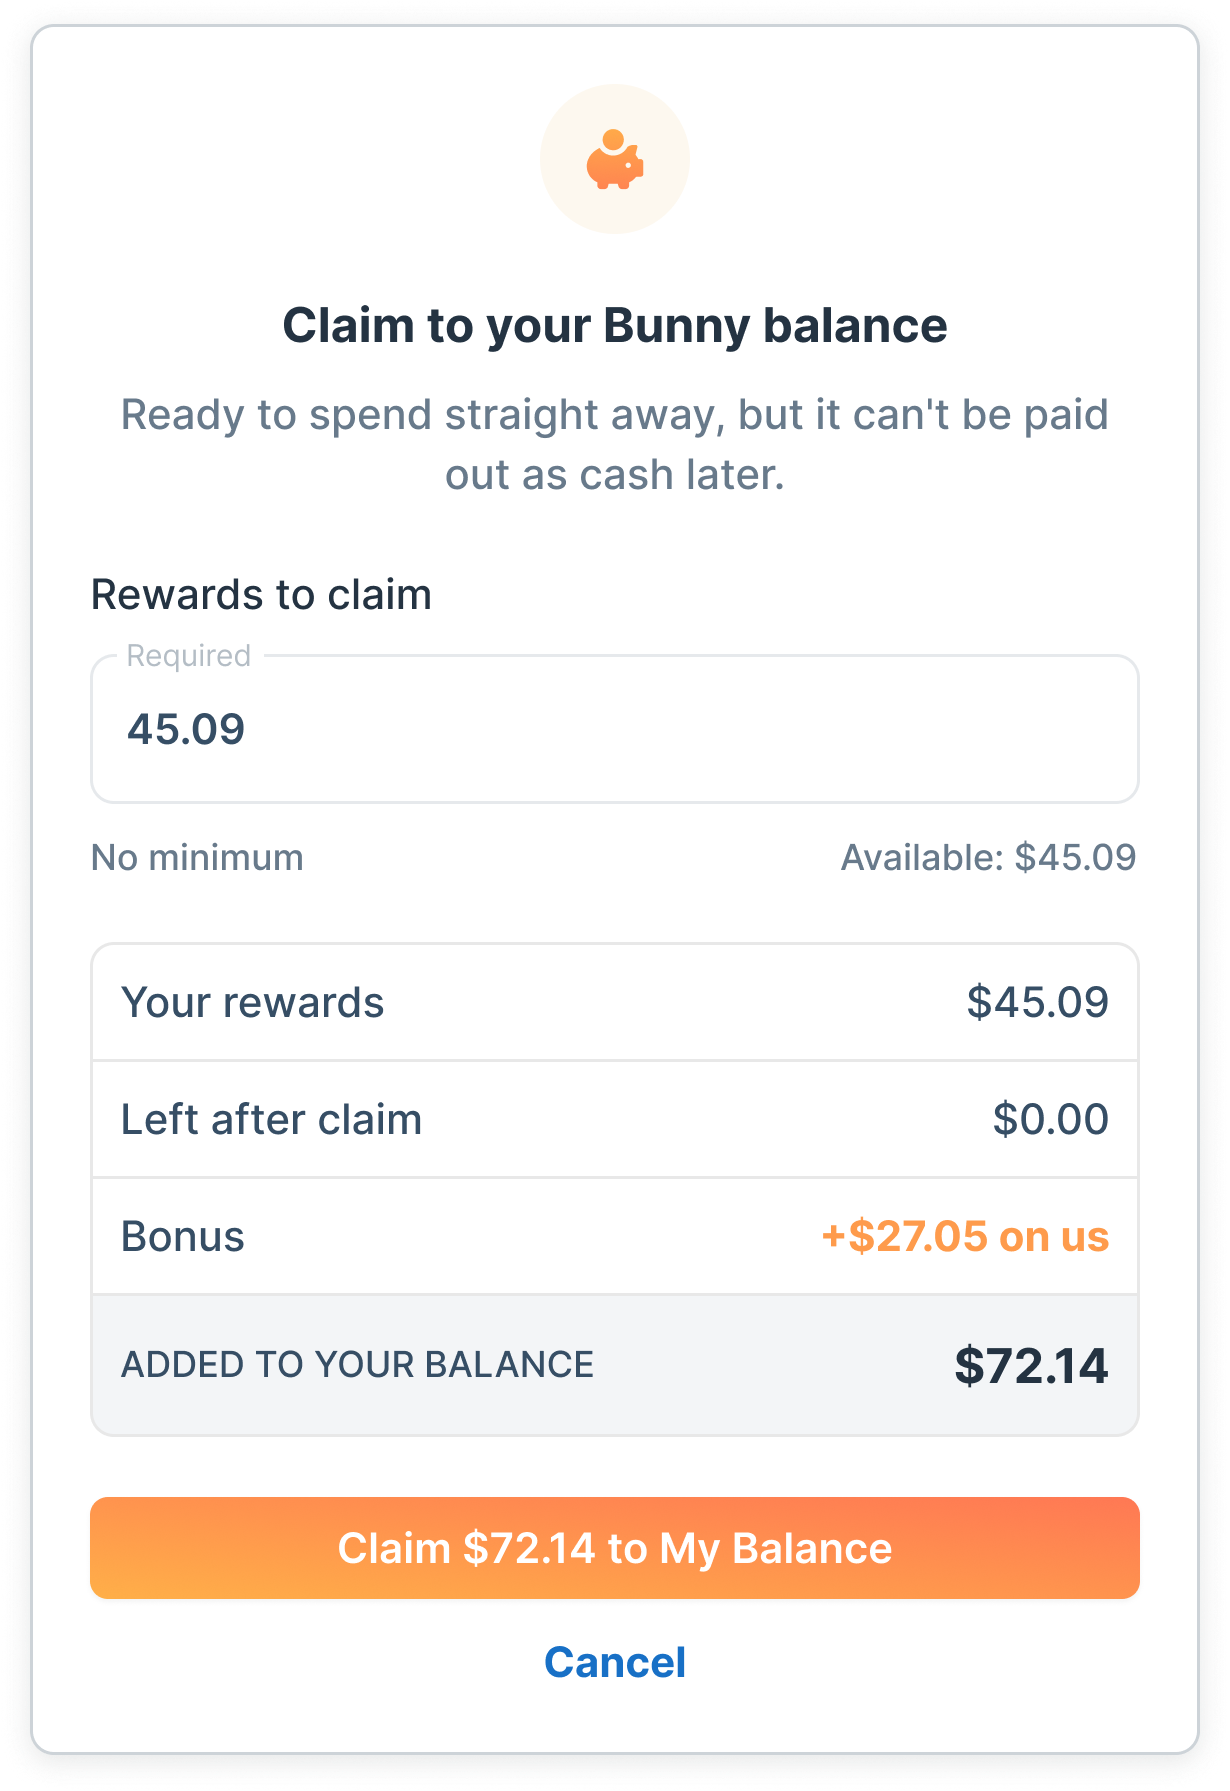 Claim to your Bunny balance
Ready to spend straight away, but it can't be paid
out as cash later.
Rewards to claim
Required
45.09
No minimum
Available: $45.09
Your rewards
$45.09
Left after claim
$0.00
Bonus
+$27.05 on us
ADDED TO YOUR BALANCE
$72.14
Claim $72.14 to My Balance
Cancel